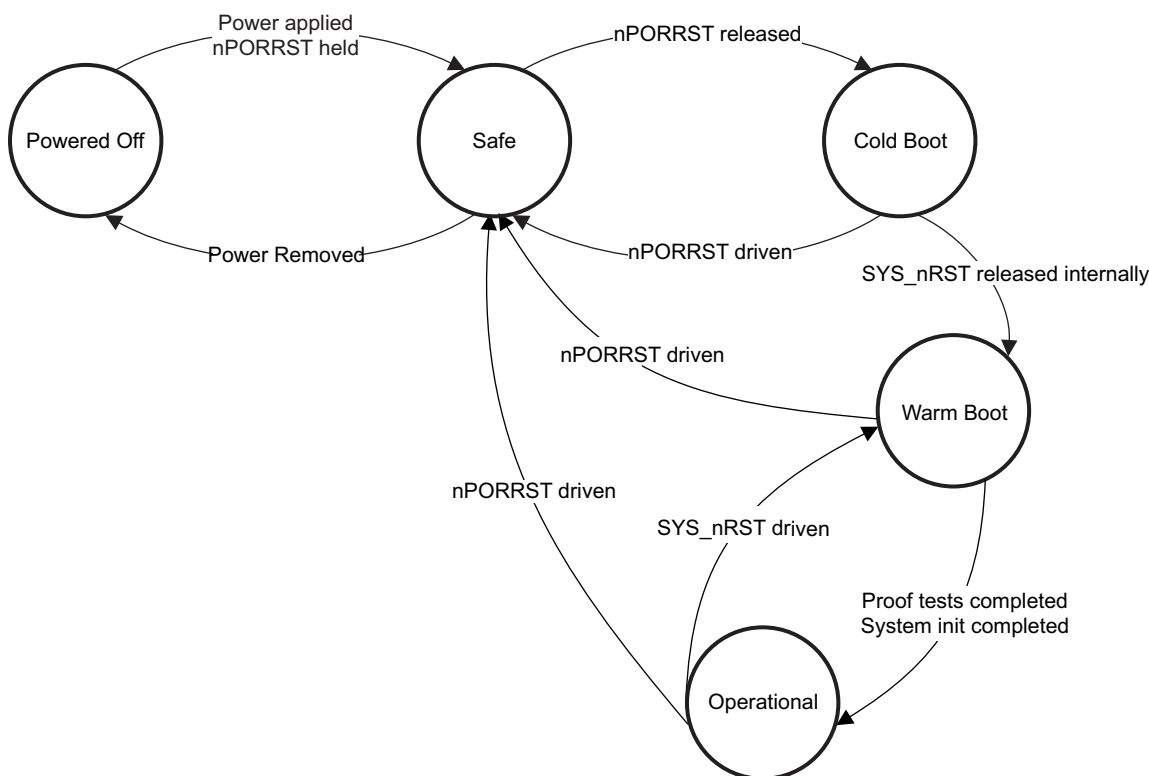 Power applied
nPORRST held
nPORRST released
Powered Off
Safe
Cold Boot
Power Removed
nPORRST driven
SYS_nRST released internally
nPORRST driven
Warm Boot
nPORRST driven
SYS_nRST driven
Proof tests completed
System init completed
Operational